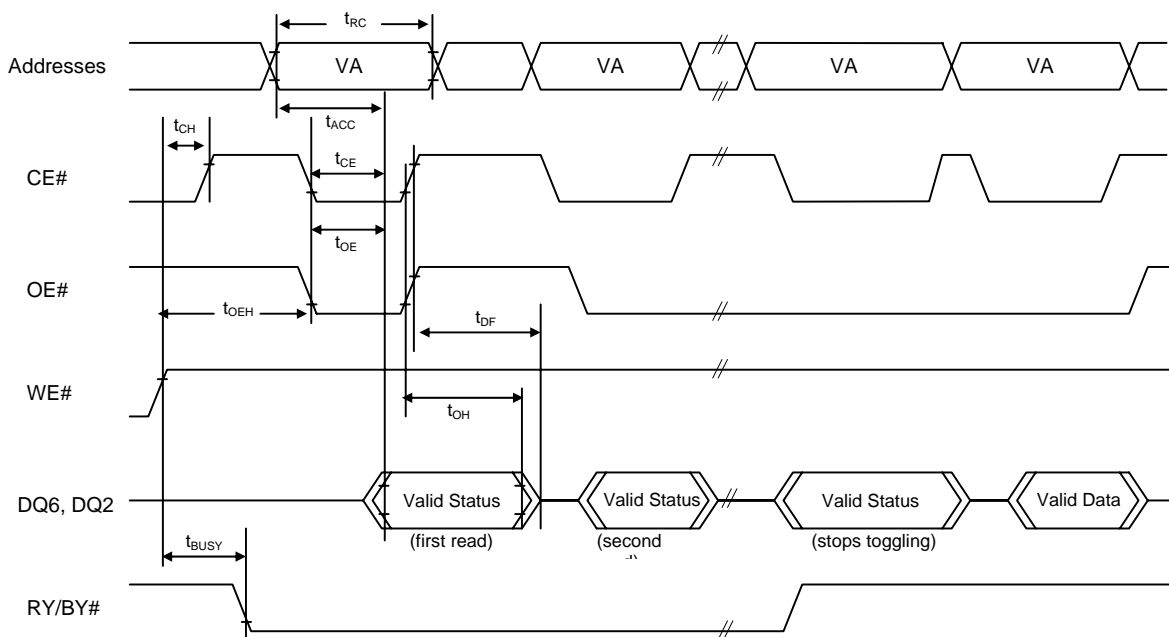 tRC
Addresses VA VA VA VA
tACC
tCH
tCE
CE#
tOE
OE#
tOEH
tDF
WE#
tOH
DQ6, DQ2 Valid Status Valid Status Valid Status Valid Data
(first read) (second (stops toggling)
tBUSY
RY/BY#